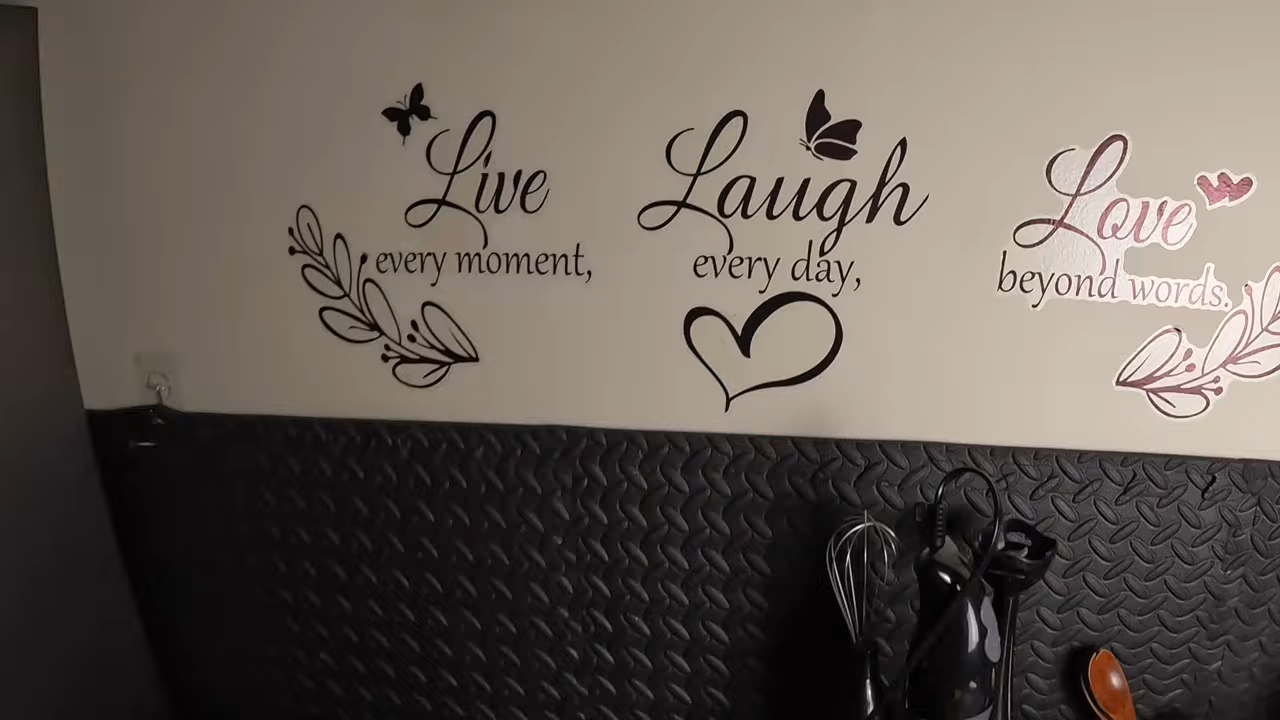 Live
every moment,
Laugh
every day,
Love
beyond words.